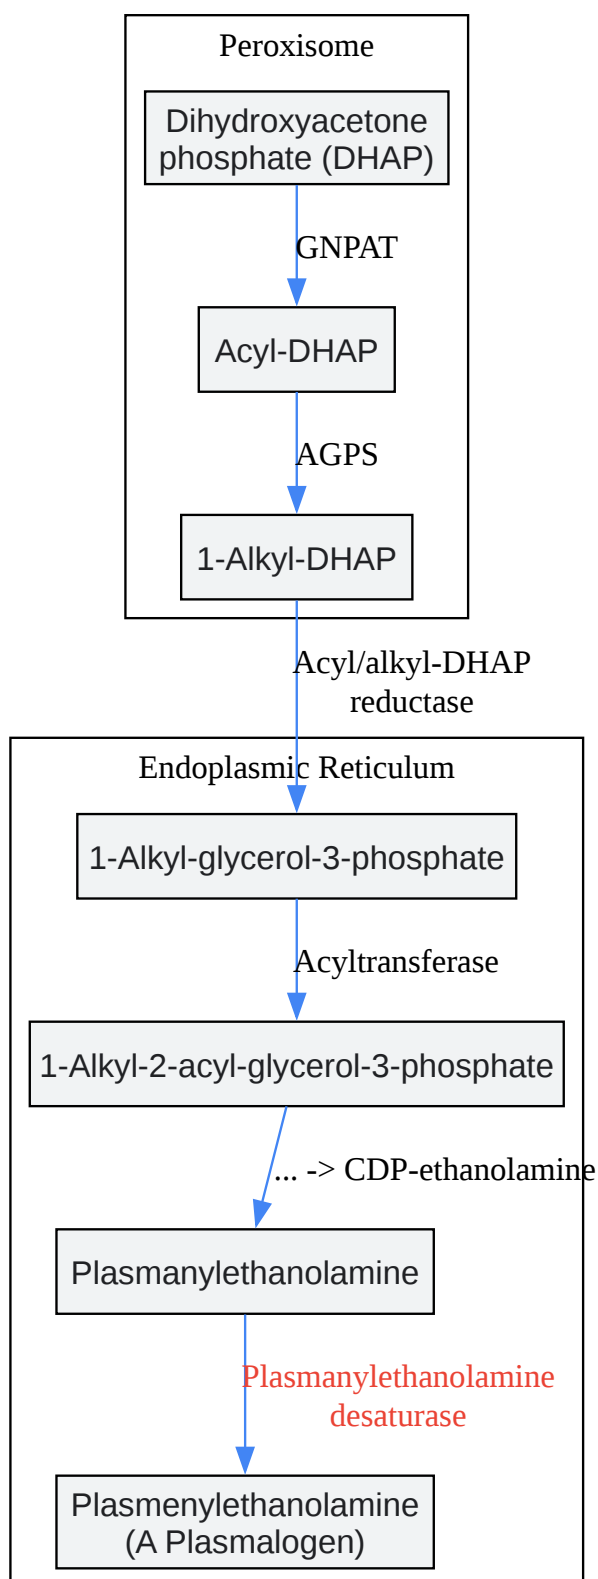 Peroxisome
Dihydroxyacetone
phosphate (DHAP)
GNPAT
Acyl-DHAP
AGPS
1-Alkyl-DHAP
Acyl/alkyl-DHAP
reductase
Endoplasmic Reticulum
1-Alkyl-glycerol-3-phosphate
Acyltransferase
1-Alkyl-2-acyl-glycerol-3-phosphate
... -> CDP-ethanolamine
Plasmanylethanolamine
Plasmanylethanolamine
desaturase
Plasmenylethanolamine
(A Plasmalogen)